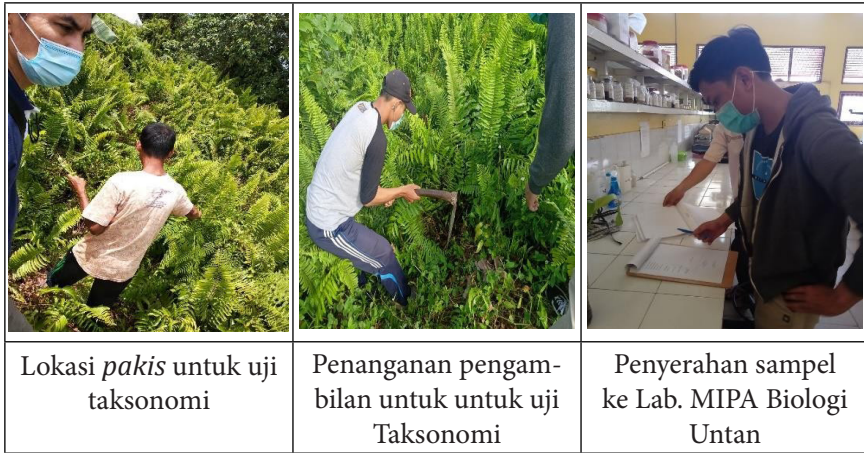 Lokasi pakis untuk uji
taksonomi
Penanganan pengam-
bilan untuk untuk uji
Taksonomi
Penyerahan sampel
ke Lab. MIPA Biologi
Untan